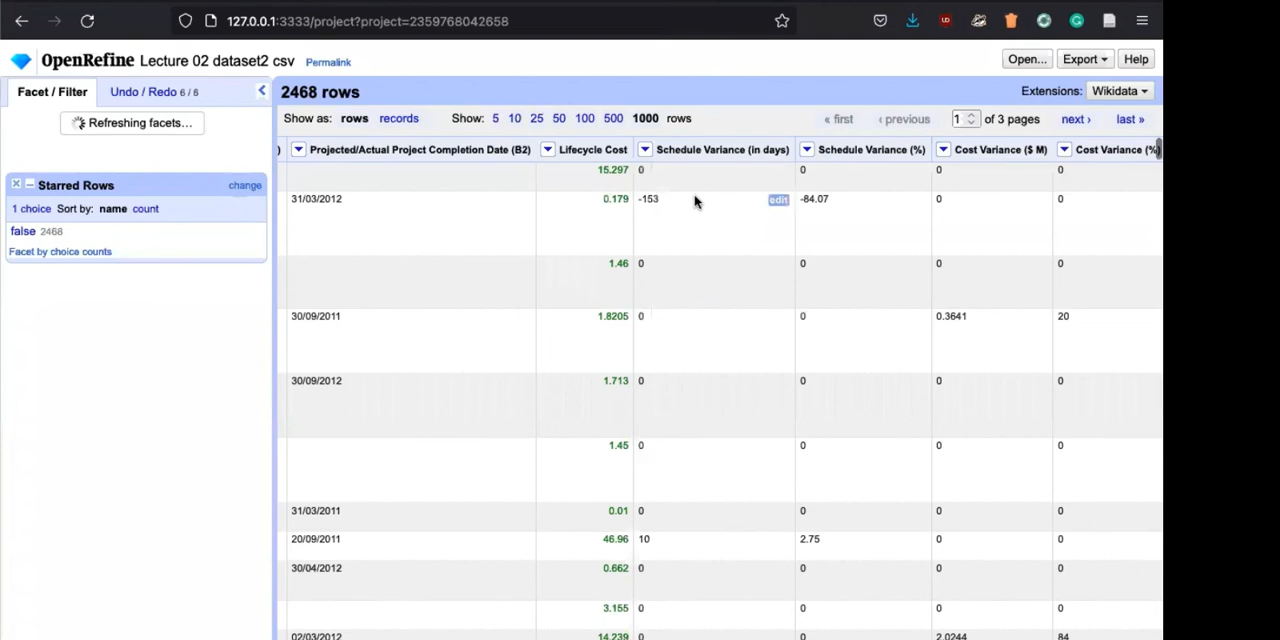 127.0.0.1:3333/project?project=2359768042658
OpenRefine Lecture 02 dataset2 csv Permalink Open... Export Help
Facet / Filter Undo / Redo 6 / 6 2468 rows Extensions: Wikidata
Refreshing facets... Show as: rows records Show: 5 10 25 50 100 500 1000 rows « first ‹ previous 1 of 3 pages next › last »
) Projected/Actual Project Completion Date (B2) Lifecycle Cost Schedule Variance (in days) Schedule Variance (%) Cost Variance ($ M) Cost Variance (%)
Starred Rows change
1 choice Sort by: name count
false 2468
Facet by choice counts
15.297 0 0 0 0
31/03/2012 0.179 -153 edit -84.07 0 0
1.46 0 0 0 0
30/09/2011 1.8205 0 0 0.3641 20
30/09/2012 1.713 0 0 0 0
1.45 0 0 0 0
31/03/2011 0.01 0 0 0 0
20/09/2011 46.96 10 2.75 0 0
30/04/2012 0.662 0 0 0 0
3.155 0 0 0 0
02/03/2012 14.239 0 0 2.0244 84